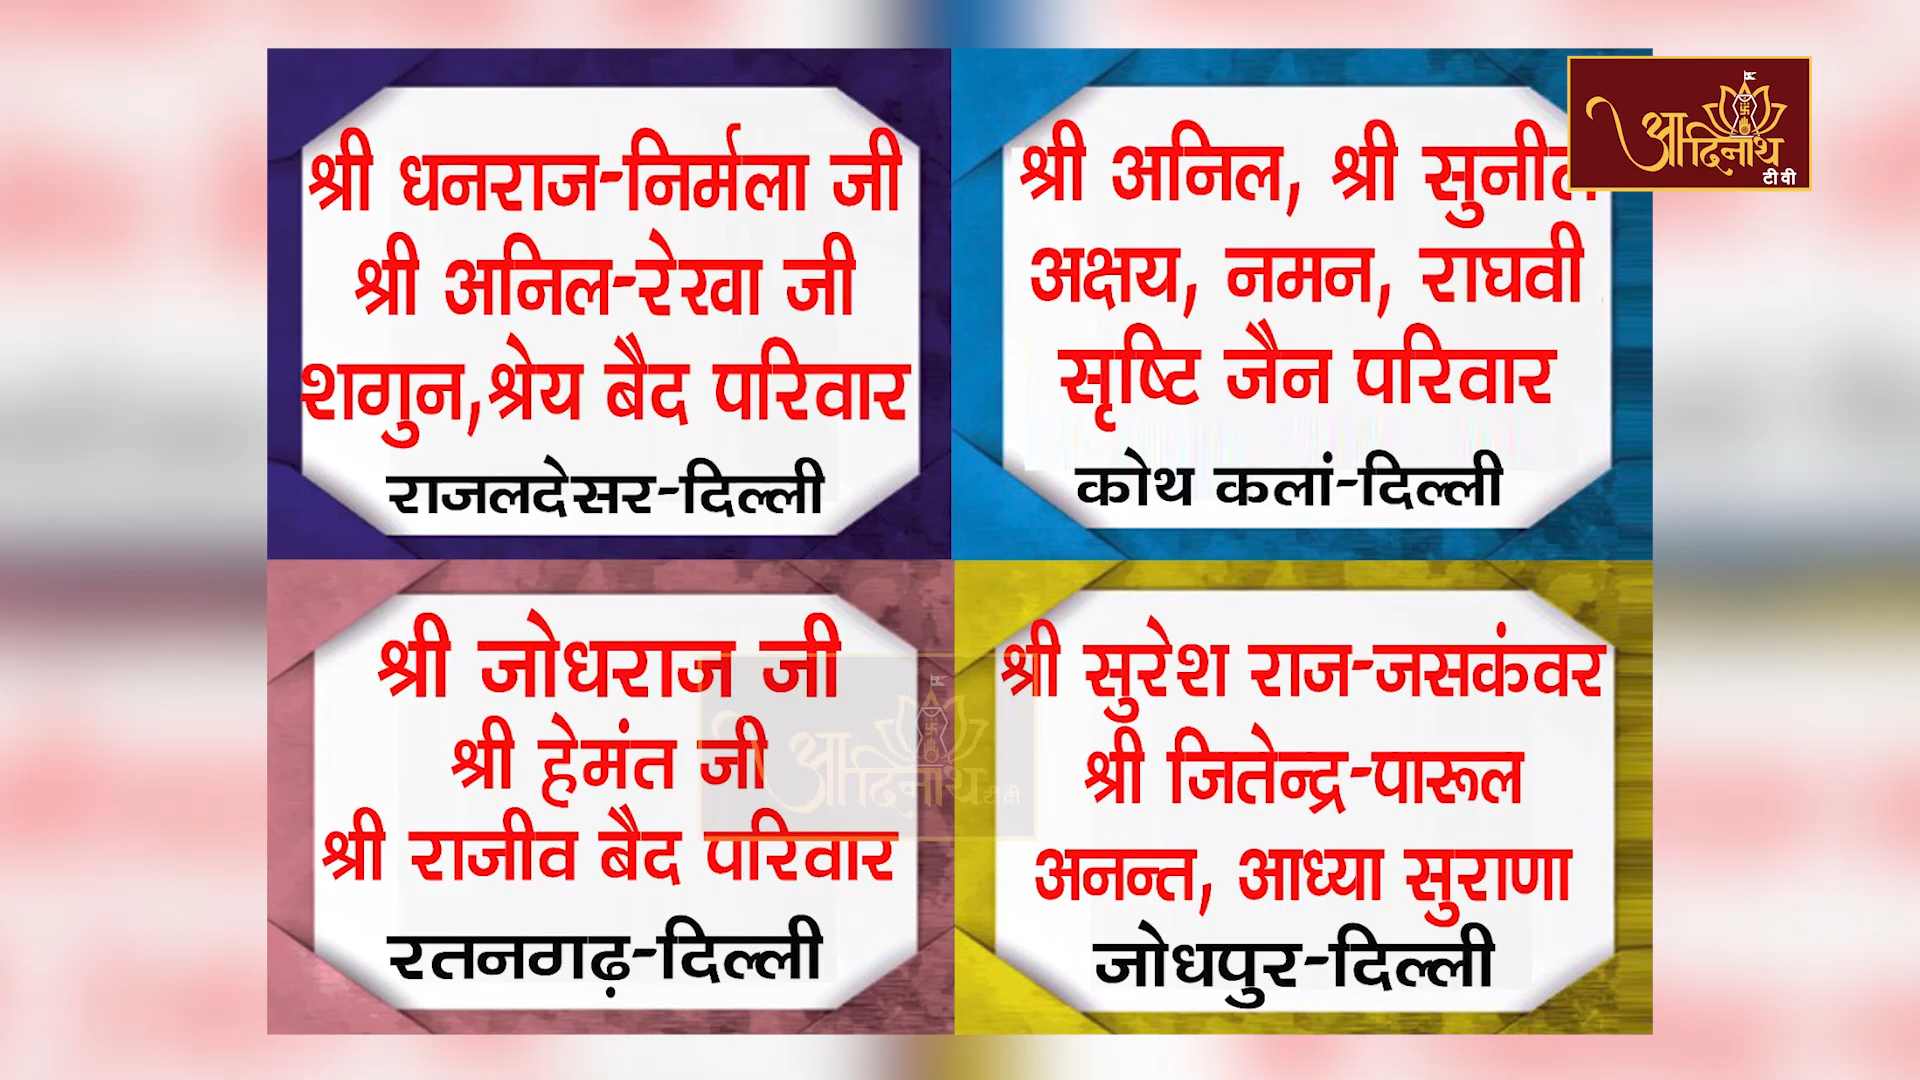 श्री धनराज-निर्मला जी
श्री अनिल-रेखा जी
शगुन,श्रेय बैद परिवार
राजलदेसर-दिल्ली
श्री अनिल, श्री सुनील
अक्षय, नमन, राघवी
सृष्टि जैन परिवार
कोथ कलां-दिल्ली
आदिनाथ
टीवी
श्री जोधराज जी
श्री हेमंत जी
श्री राजीव बैद परिवार
रतनगढ़-दिल्ली
श्री सुरेश राज-जसकंवर
श्री जितेन्द्र-पारूल
अनन्त, आध्या सुराणा
जोधपुर-दिल्ली
आदिनाथ
टीवी